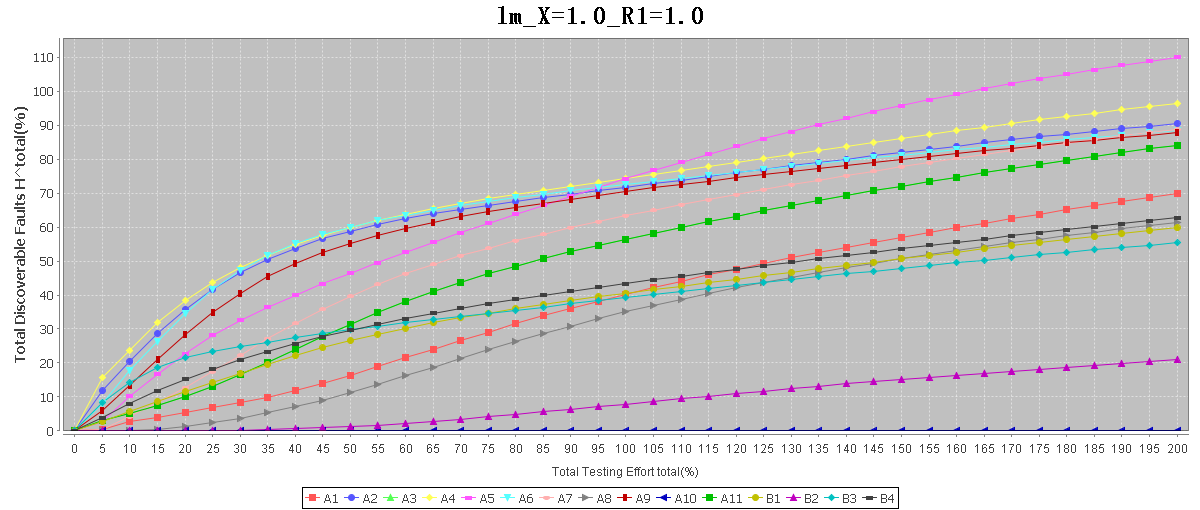 lm_X=1.0_R1=1.0
Total Discoverable Faults H^total(%)
110
100
90
80
70
60
50
40
30
20
10
0
0 5 10 15 20 25 30 35 40 45 50 55 60 65 70 75 80 85 90 95 100 105 110 115 120 125 130 135 140 145 150 155 160 165 170 175 180 185 190 195 200
Total Testing Effort total(%)
A1 A2 A3 A4 A5 A6 A7 A8 A9 A10 A11 B1 B2 B3 B4